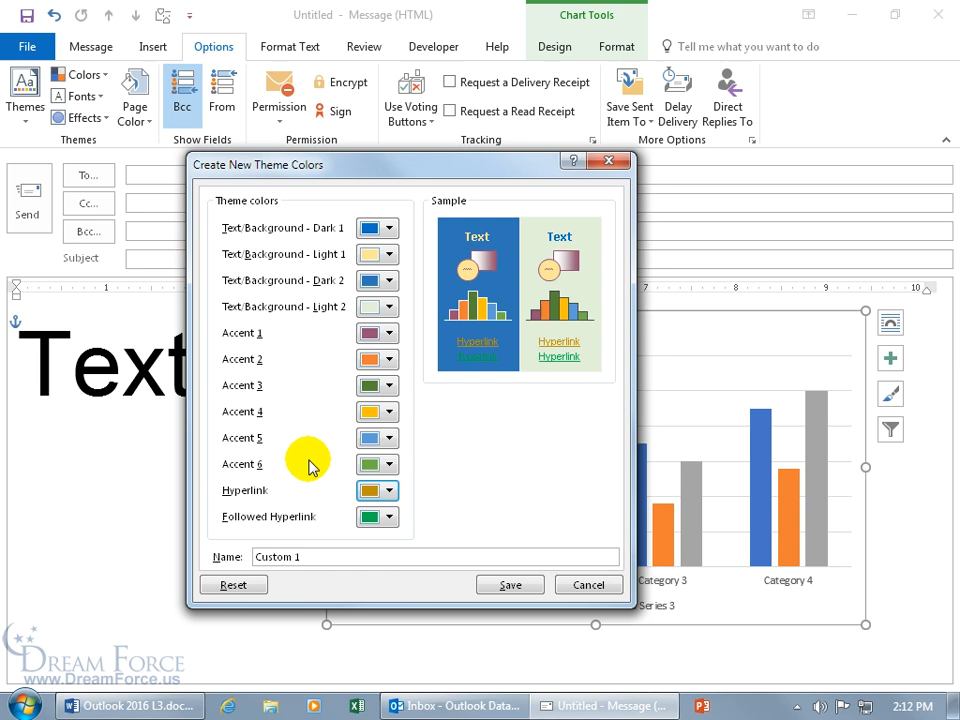 Untitled - Message (HTML)
Chart Tools
File Message Insert Options Format Text Review Developer Help Design Format Tell me what you want to do
Themes
Colors
Fonts
Effects
Page Color
Bcc
From
Permission
Encrypt
Sign
Use Voting Buttons
Request a Delivery Receipt
Request a Read Receipt
Save Sent Item To
Delay Delivery
Direct Replies To
Themes Show Fields Permission Tracking More Options
Send
To...
Cc...
Bcc...
Subject
1 7 8 9 10
Text
Create New Theme Colors
?
Theme colors
Text/Background - Dark 1
Text/Background - Light 1
Text/Background - Dark 2
Text/Background - Light 2
Accent 1
Accent 2
Accent 3
Accent 4
Accent 5
Accent 6
Hyperlink
Followed Hyperlink
Sample
Text Text
Hyperlink Hyperlink
Hyperlink Hyperlink
Name: Custom 1
Reset Save Cancel
Category 3 Category 4
Series 3
DREAM FORCE
www.DreamForce.us
Outlook 2016 L3.doc...
Inbox - Outlook Data...
Untitled - Message (...
2:12 PM